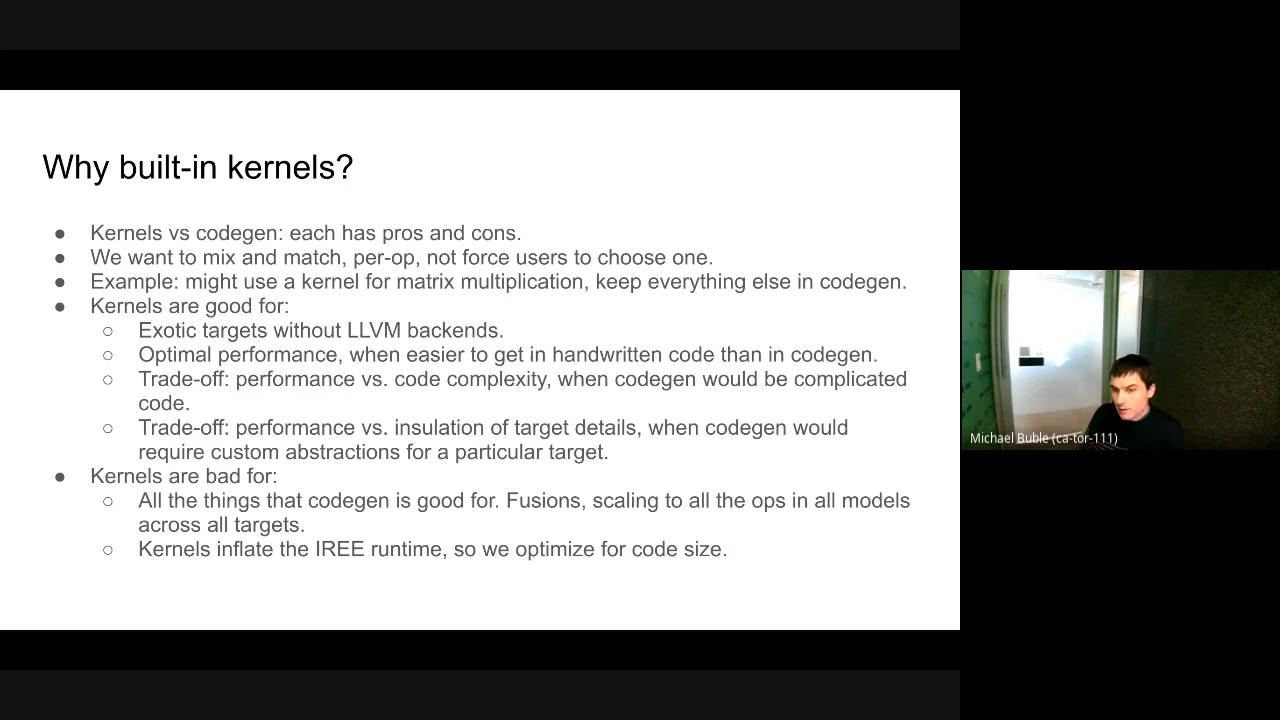 Why built-in kernels?
● Kernels vs codegen: each has pros and cons.
● We want to mix and match, per-op, not force users to choose one.
● Example: might use a kernel for matrix multiplication, keep everything else in codegen.
● Kernels are good for:
○ Exotic targets without LLVM backends.
○ Optimal performance, when easier to get in handwritten code than in codegen.
○ Trade-off: performance vs. code complexity, when codegen would be complicated
code.
○ Trade-off: performance vs. insulation of target details, when codegen would
require custom abstractions for a particular target.
● Kernels are bad for:
○ All the things that codegen is good for. Fusions, scaling to all the ops in all models
across all targets.
○ Kernels inflate the IREE runtime, so we optimize for code size.
Michael Buble (ca-tor-111)